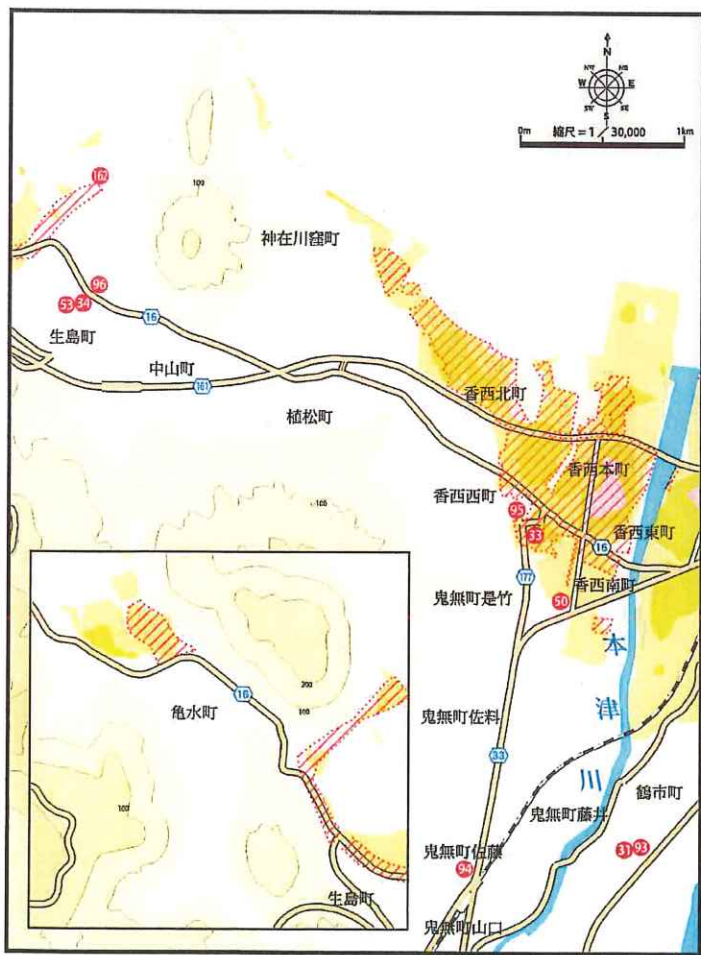 N
NW NE
W E
SW SE
S
0m 縮尺=1/30,000 1km
162
100
神在川窪町
96
53 34
生島町
16
中山町
161
植松町
香西北町
香西本町
香西西町
95
33
香西東町
16
177
香西南町
鬼無町是竹
50
100
本津川
鬼無町佐料
33
鶴市町
鬼無町藤井
31 93
鬼無町佐藤
94
鬼無町山口
亀水町
16
200
100
100
生島町